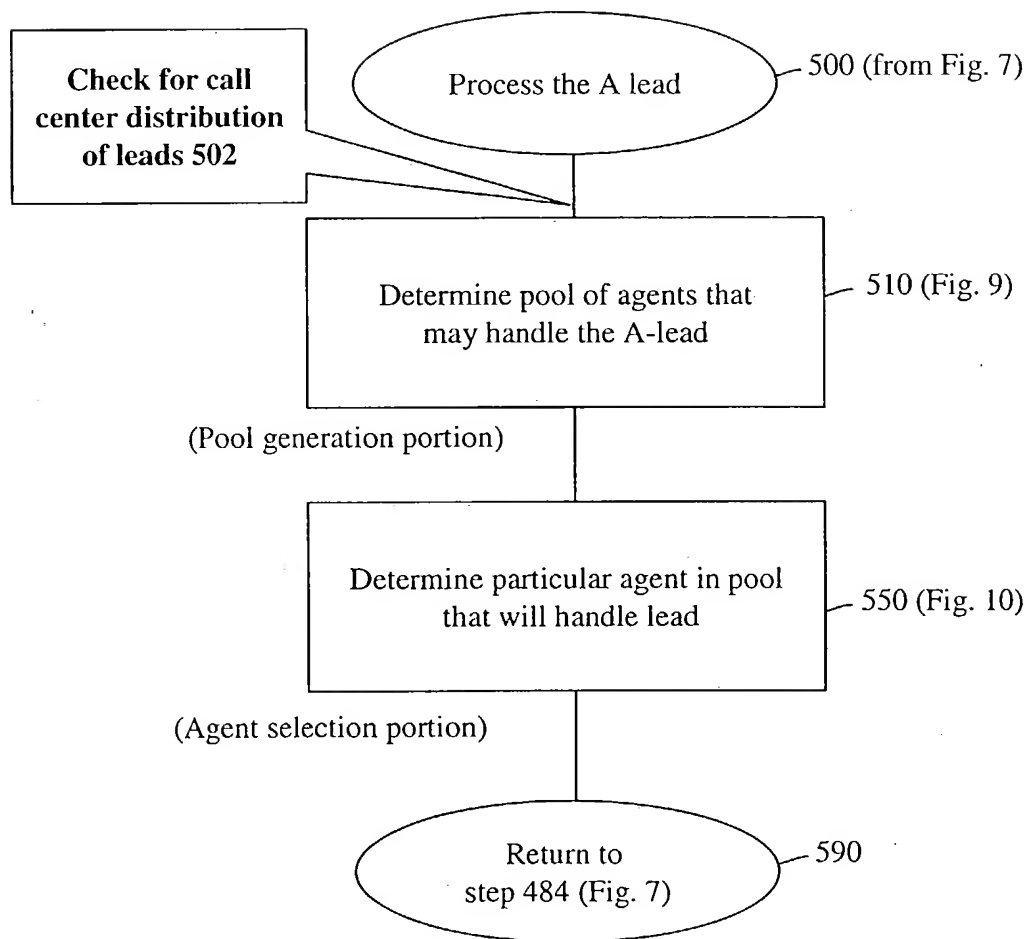 Check for call
center distribution
of leads 502
Process the A lead
500 (from Fig. 7)
Determine pool of agents that
may handle the A-lead
510 (Fig. 9)
(Pool generation portion)
Determine particular agent in pool
that will handle lead
550 (Fig. 10)
(Agent selection portion)
Return to
step 484 (Fig. 7)
590